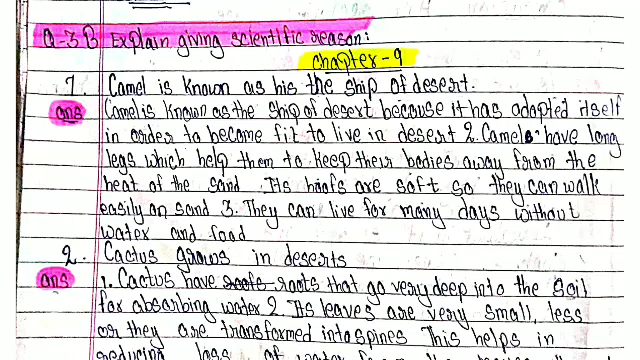 Q-3 B Explain giving scientific reason:
Chapter-9
1. Camel is known as his the ship of desert.
ans Camel is known as the ship of desert because it has adapted itself
in order to became fit to live in desert 2. Camels have long
legs which help them to keep their bodies away from the
heat of the sand. Its hoofs are soft so they can walk
easily on sand 3. They can live for many days without
water and food
2. Cactus grows in deserts
ans 1. Cactus have roots that go very deep into the soil
for absorbing water 2. Its leaves are very small, less
or they are transformed into spines This helps in
reducing loss of water from the